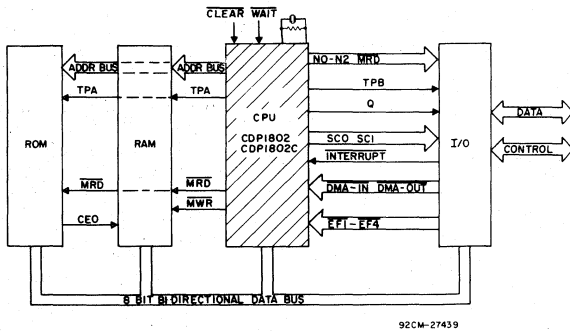 CLEAR WAIT
ADDR BUS
ADDR BUS
NO-N2 MRD
TPA
TPA
TPB
Q
ROM
RAM
CPU
CDP1802
CDP1802C
SCO SCI
INTERRUPT
I/O
DATA
CONTROL
MRD
MRD
DMA-IN DMA-OUT
MWR
CEO
EF1-EF4
8 BIT BI DIRECTIONAL DATA BUS
92CM-27439